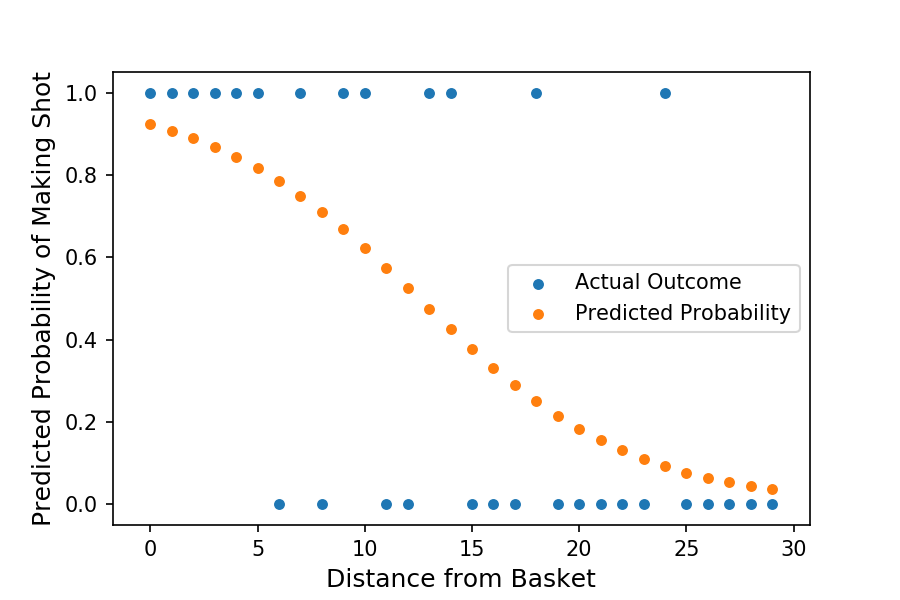 Predicted Probability of Making Shot
1.0
0.8
0.6
0.4
0.2
0.0
Actual Outcome
Predicted Probability
0 5 10 15 20 25 30
Distance from Basket